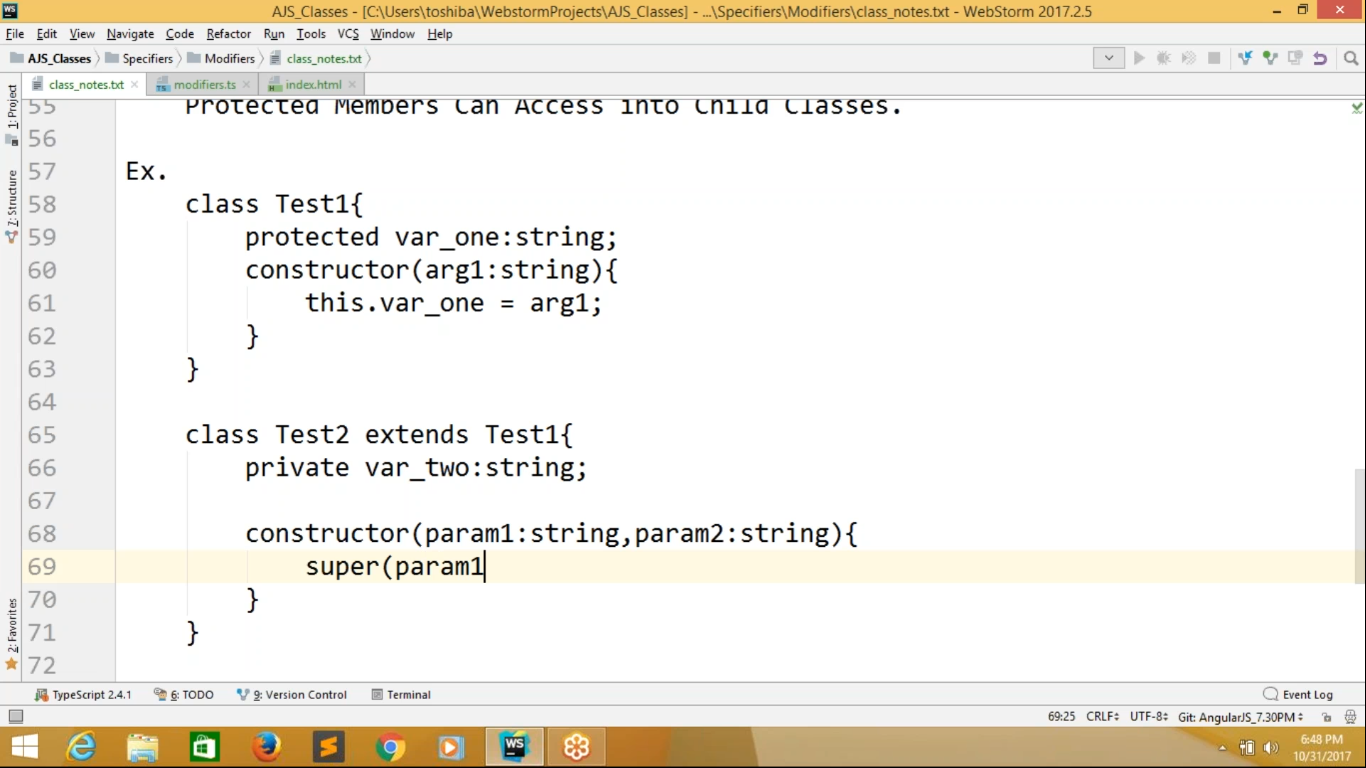 WS
AJS_Classes - [C:\Users\toshiba\WebstormProjects\AJS_Classes] - ...\Specifiers\Modifiers\class_notes.txt - WebStorm 2017.2.5
File Edit View Navigate Code Refactor Run Tools VCS Window Help
AJS_Classes Specifiers Modifiers class_notes.txt
class_notes.txt modifiers.ts index.html
1: Project
7: Structure
2: Favorites
55 Protected Members Can Access into Child Classes.
56
57 Ex.
58 class Test1{
59 protected var_one:string;
60 constructor(arg1:string){
61 this.var_one = arg1;
62 }
63 }
64
65 class Test2 extends Test1{
66 private var_two:string;
67
68 constructor(param1:string,param2:string){
69 super(param1
70 }
71 }
72
TypeScript 2.4.1 6: TODO 9: Version Control Terminal Event Log
69:25 CRLF UTF-8 Git: AngularJS_7.30PM
WS
6:48 PM
10/31/2017